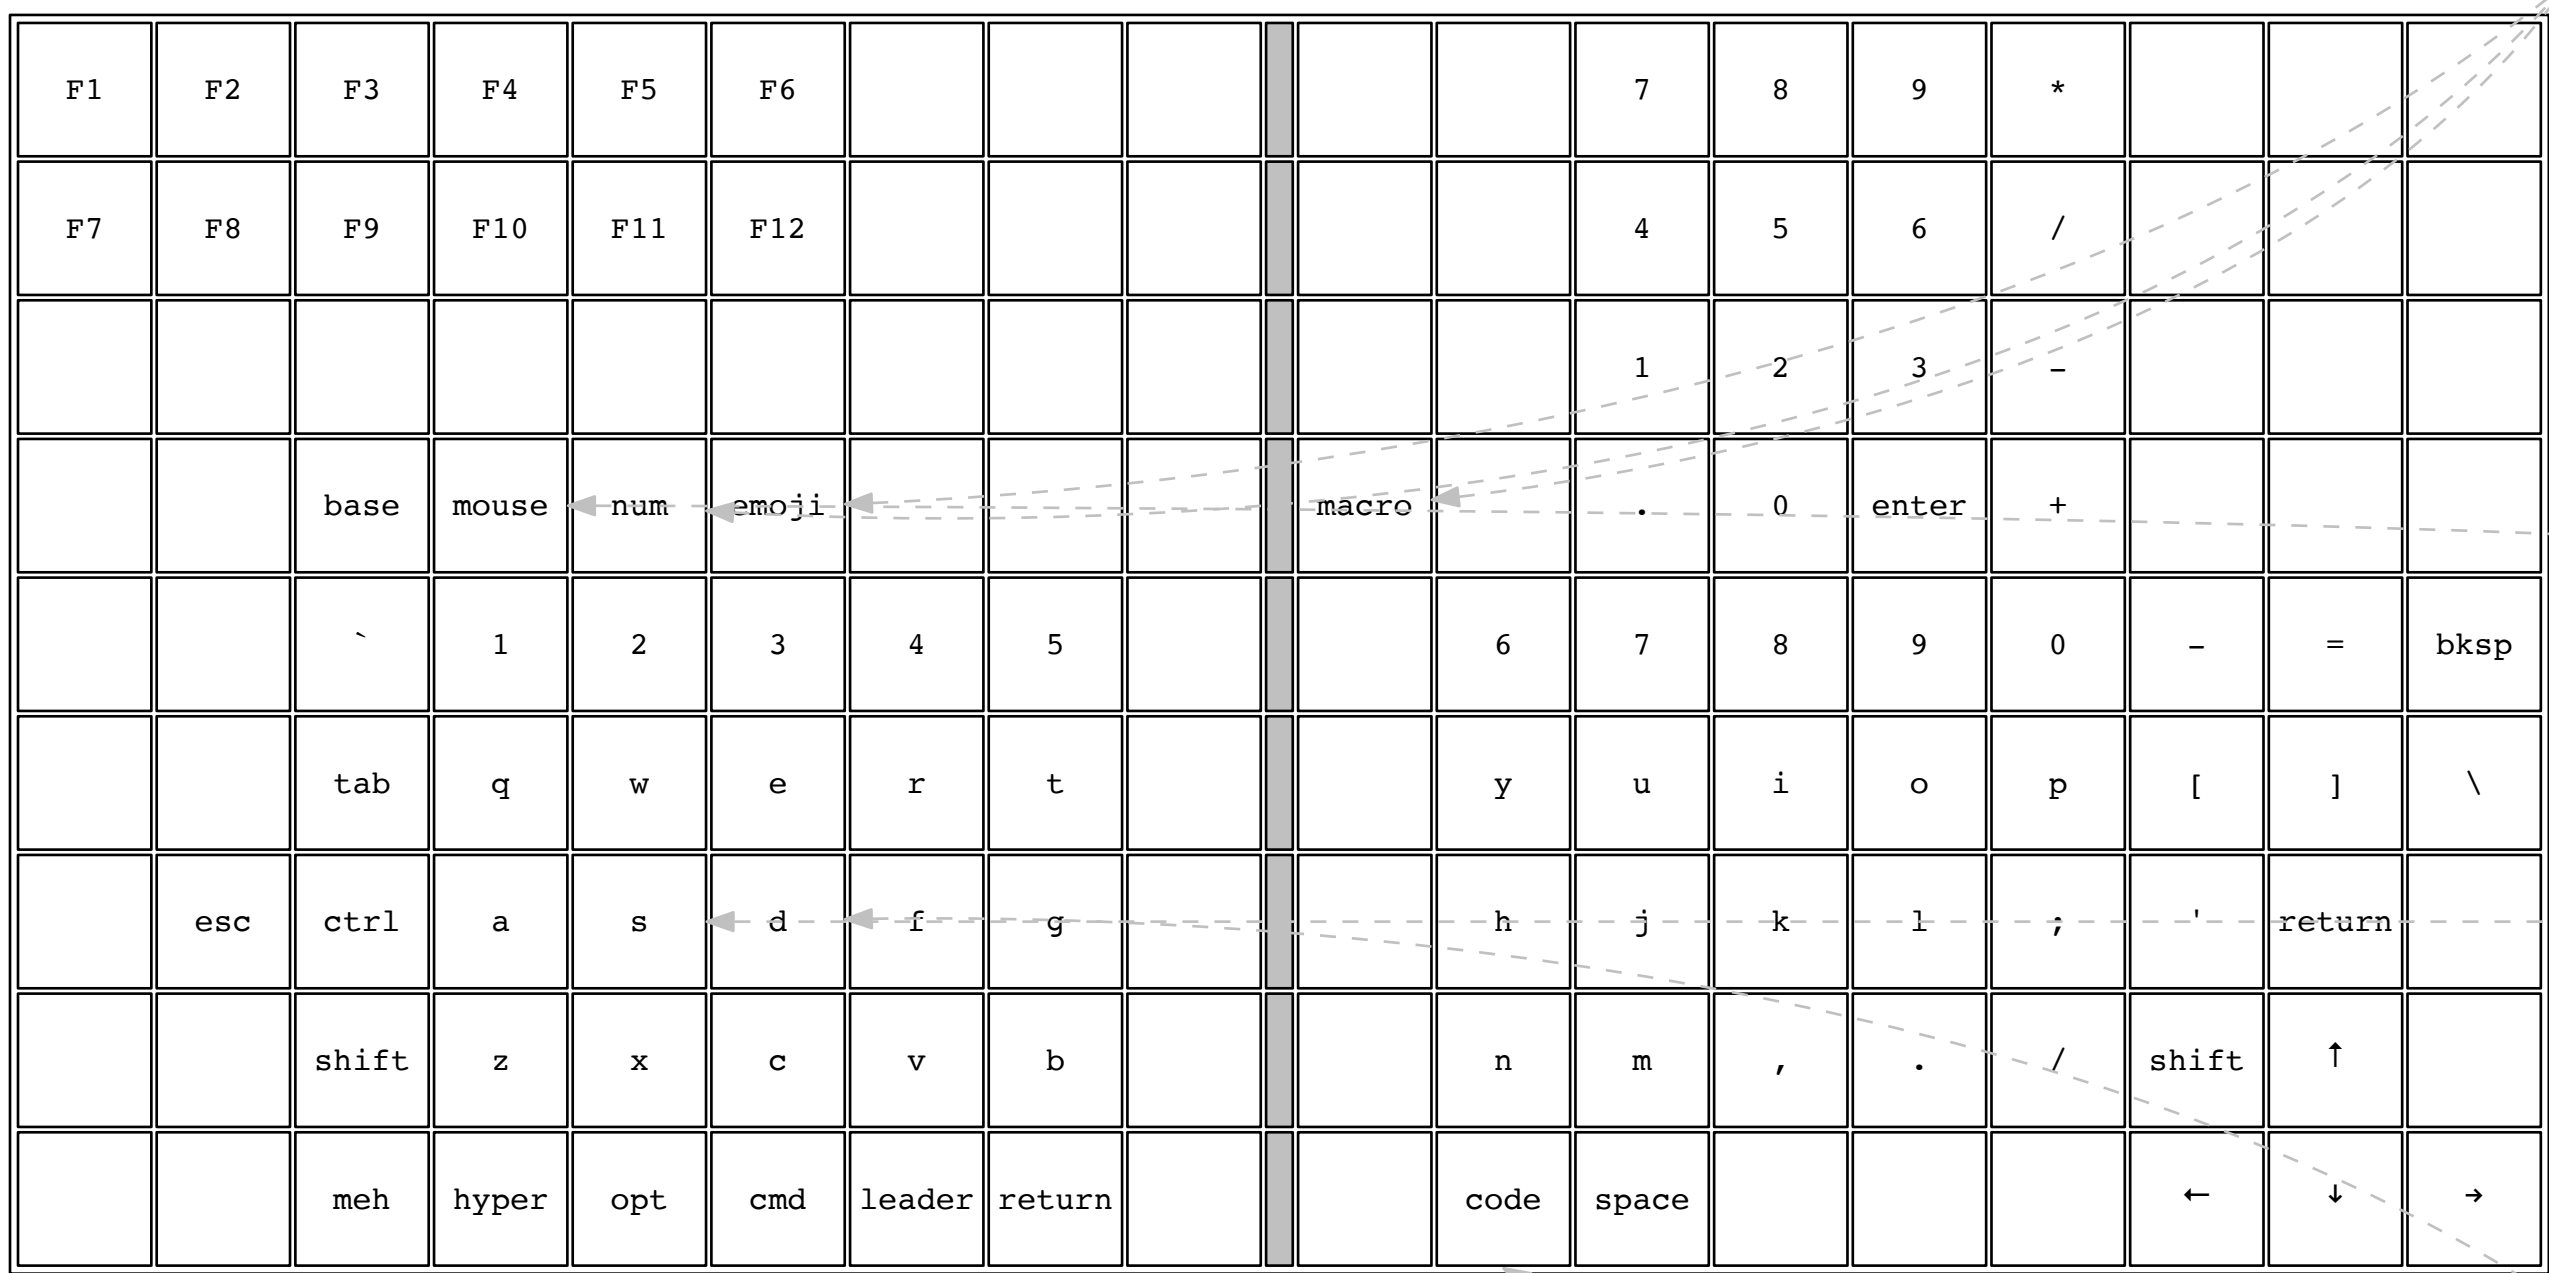 F1 F2 F3 F4 F5 F6 7 8 9 *
F7 F8 F9 F10 F11 F12 4 5 6 /
1 2 3 -
base mouse num emoji macro . 0 enter +
` 1 2 3 4 5 6 7 8 9 0 - = bksp
tab q w e r t y u i o p [ ] \
esc ctrl a s d f g h j k l ; ' return
shift z x c v b n m , . / shift ↑
meh hyper opt cmd leader return code space ← ↓ →